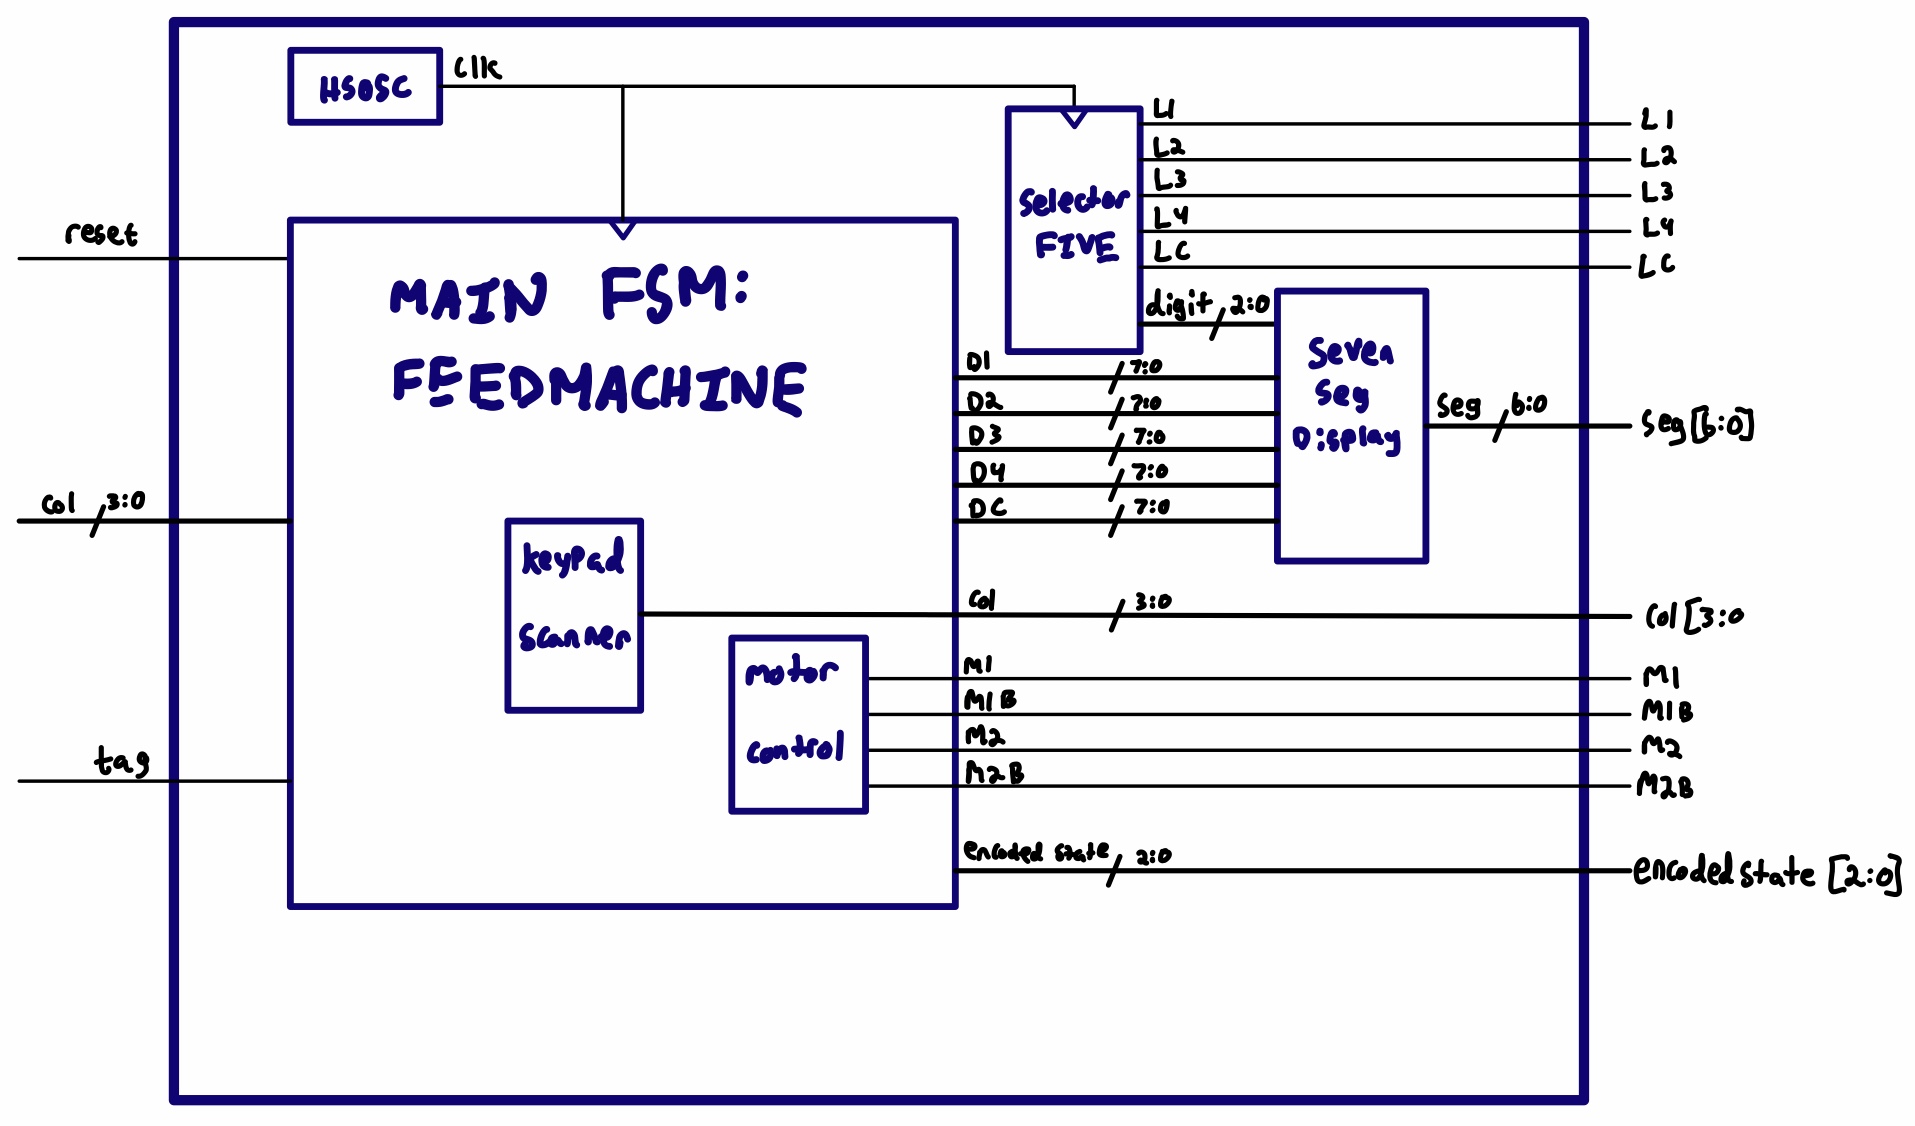 HSOSC
Clk
L1
L1
L2
L2
Selector
FIVE
L3
L3
L4
L4
LC
LC
reset
MAIN FSM:
FEEDMACHINE
digit 2:0
Seven
Seg
Display
D1 7:0
D2 7:0
D3 7:0
D4 7:0
DC 7:0
Seg 6:0
Seg[6:0]
Col 3:0
keypad
Scanner
Col 3:0
Col[3:0
Motor
Control
M1
M1
M1B
M1B
M2
M2
M2B
M2B
tag
encoded state 2:0
encoded state [2:0]